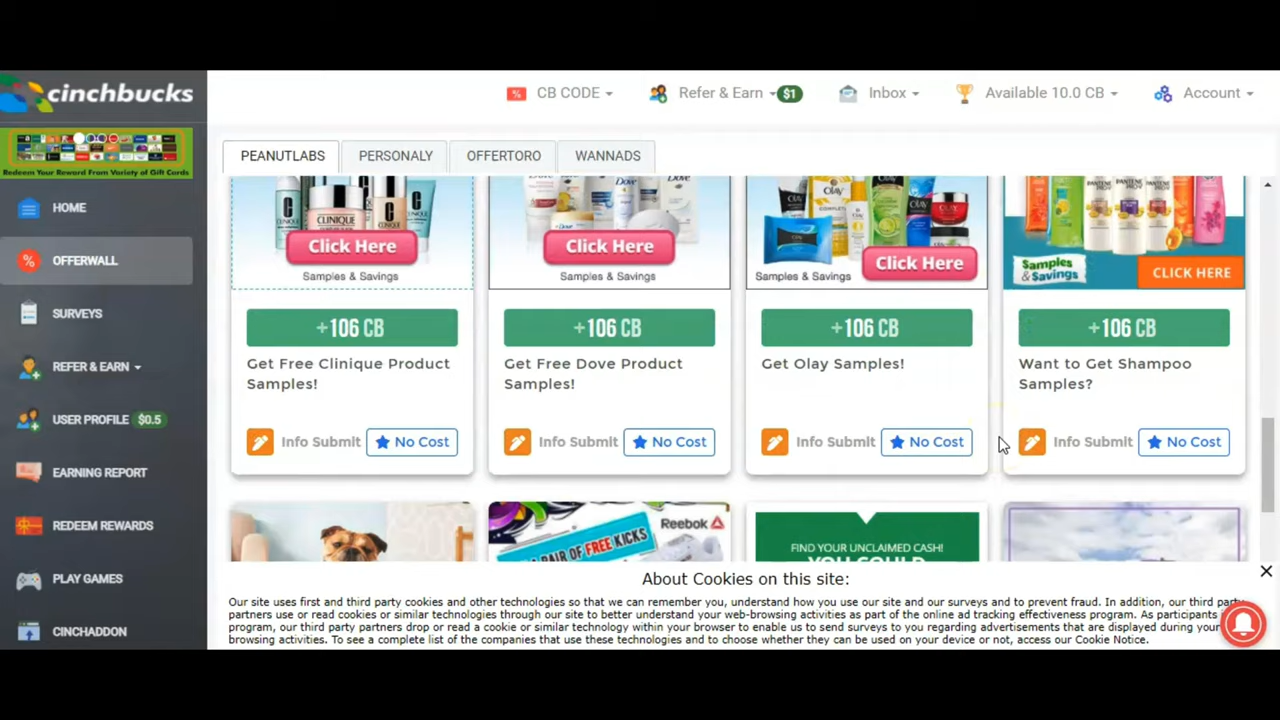 cinchbucks
CB CODE
Refer & Earn $1
Inbox
Available 10.0 CB
Account
Redeem Your Reward From Variety of Gift Cards
HOME
OFFERWALL
SURVEYS
REFER & EARN
USER PROFILE $0.5
EARNING REPORT
REDEEM REWARDS
PLAY GAMES
CINCHADDON
PEANUTLABS
PERSONALY
OFFERTORO
WANNADS
CLINIQUE
Click Here
Samples & Savings
+106 CB
Get Free Clinique Product
Samples!
Info Submit
No Cost
Dove
Click Here
Samples & Savings
+106 CB
Get Free Dove Product
Samples!
Info Submit
No Cost
OLAY
Samples & Savings
Click Here
+106 CB
Get Olay Samples!
Info Submit
No Cost
PANTENE
Samples
& Savings
CLICK HERE
+106 CB
Want to Get Shampoo
Samples?
Info Submit
No Cost
Reebok
PAIR OF FREE KICKS
FIND YOUR UNCLAIMED CASH!
YOU COULD
About Cookies on this site:
Our site uses first and third party cookies and other technologies so that we can remember you, understand how you use our site and our surveys and to prevent fraud. In addition, our third party
partners use or read cookies or similar technologies through our site to better understand your web-browsing activities as part of the online ad tracking effectiveness program. As participants
program, our third party partners drop or read a cookie or similar technology within your browser to enable us to send surveys to you regarding advertisements that are displayed during your
browsing activities. To see a complete list of the companies that use these technologies and to choose whether they can be used on your device or not, access our Cookie Notice.